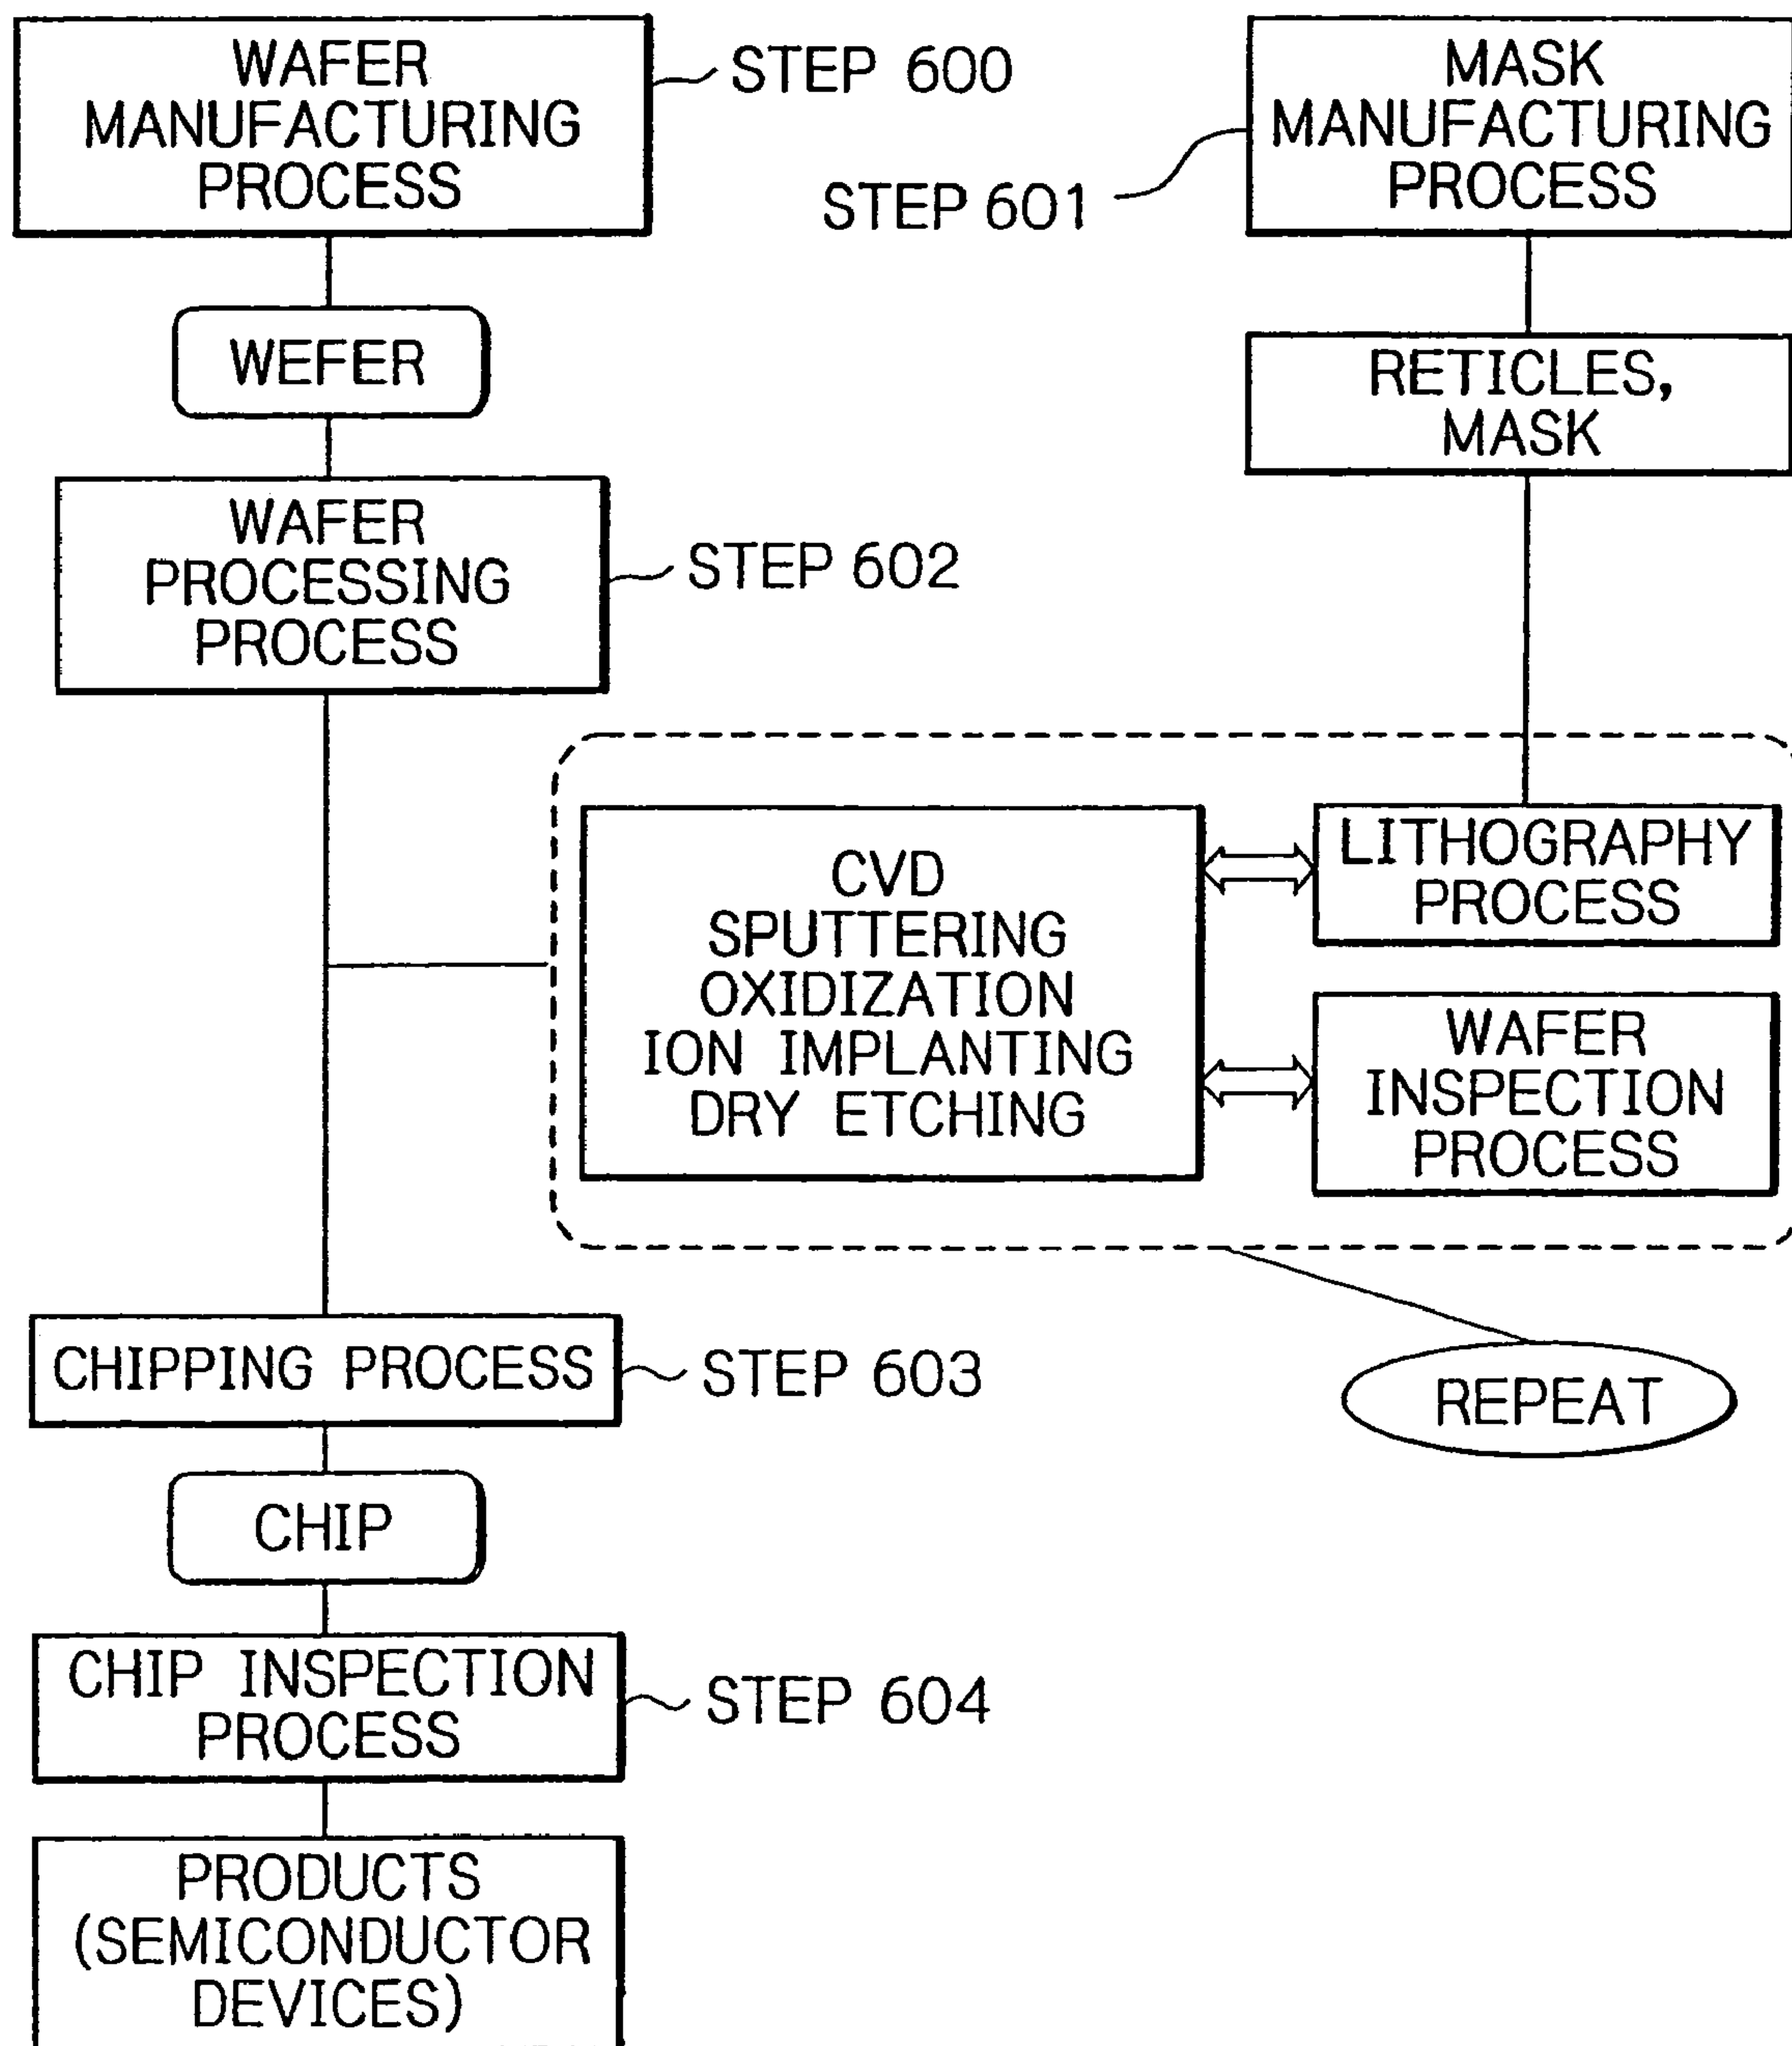 WAFER
MANUFACTURING
PROCESS
STEP 600
MASK
MANUFACTURING
PROCESS
STEP 601
WEFER
RETICLES,
MASK
WAFER
PROCESSING
PROCESS
STEP 602
CVD
SPUTTERING
OXIDIZATION
ION IMPLANTING
DRY ETCHING
LITHOGRAPHY
PROCESS
WAFER
INSPECTION
PROCESS
CHIPPING PROCESS
STEP 603
REPEAT
CHIP
CHIP INSPECTION
PROCESS
STEP 604
PRODUCTS
(SEMICONDUCTOR
DEVICES)